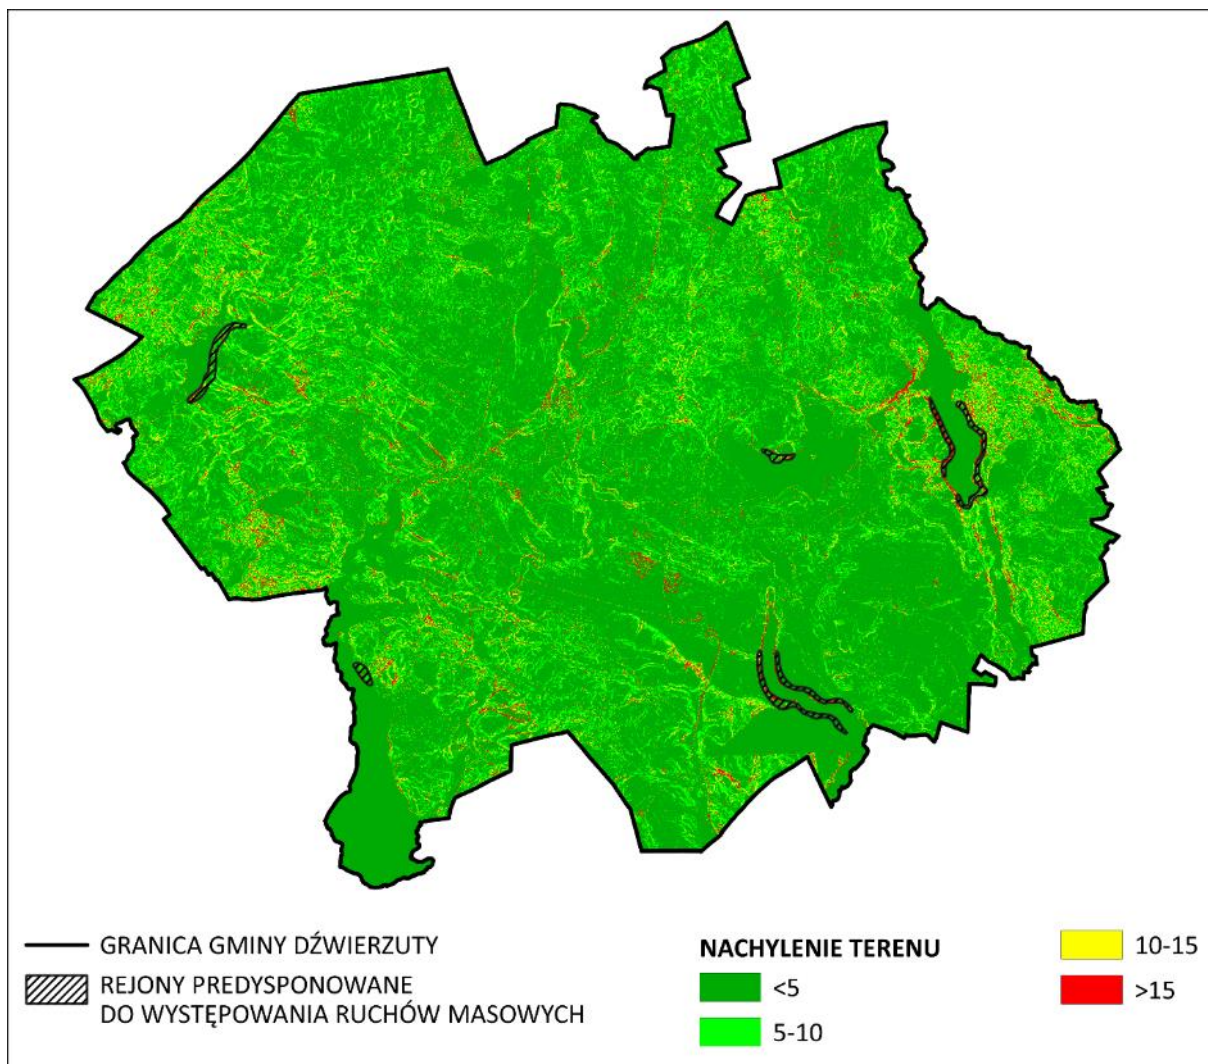 GRANICA GMINY DŹWIERZUTY
REJONY PREDYSPONOWANE
DO WYSTĘPOWANIA RUCHÓW MASOWYCH
NACHYLENIE TERENU
<5
5-10
10-15
>15